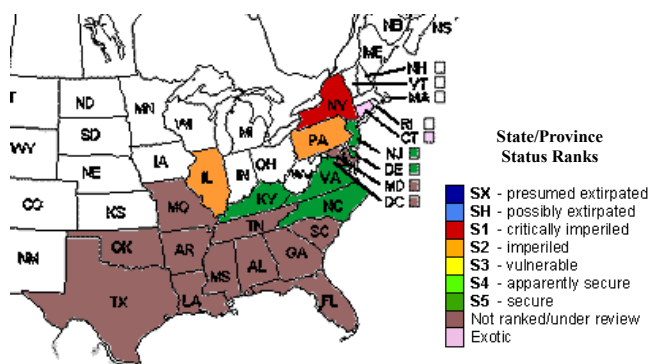 NB
NS
ME
NH
VT
MA
ND
MN
SD
WI
MI
NY
RI
CT
WY
IA
PA
NJ
NE
OH
DE
IL
IN
MD
CO
VA
DC
KS
MO
KY
NC
TN
OK
AR
SC
NM
MS
AL
GA
TX
LA
FL
State/Province
Status Ranks
SX - presumed extirpated
SH - possibly extirpated
S1 - critically imperiled
S2 - imperiled
S3 - vulnerable
S4 - apparently secure
S5 - secure
Not ranked/under review
Exotic